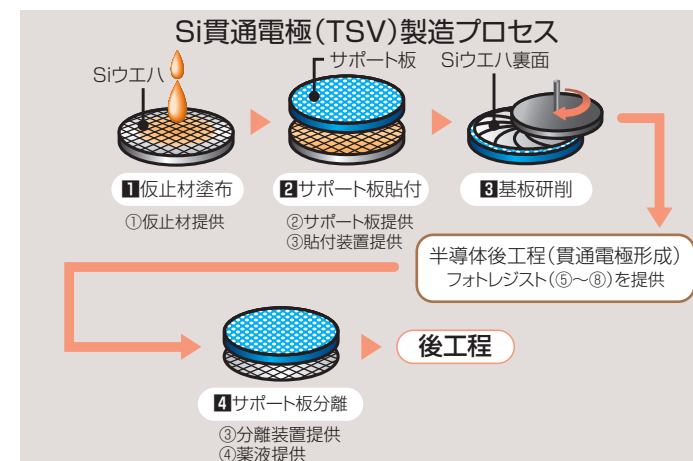 Si貫通電極(TSV)製造プロセス
Siウエハ
サポート板
Siウエハ裏面
1仮止材塗布
2サポート板貼付
3基板研削
①仮止材提供
②サポート板提供
③貼付装置提供
半導体後工程(貫通電極形成)
フォトレジスト(⑤～⑧)を提供
後工程
4サポート板分離
③分離装置提供
④薬液提供